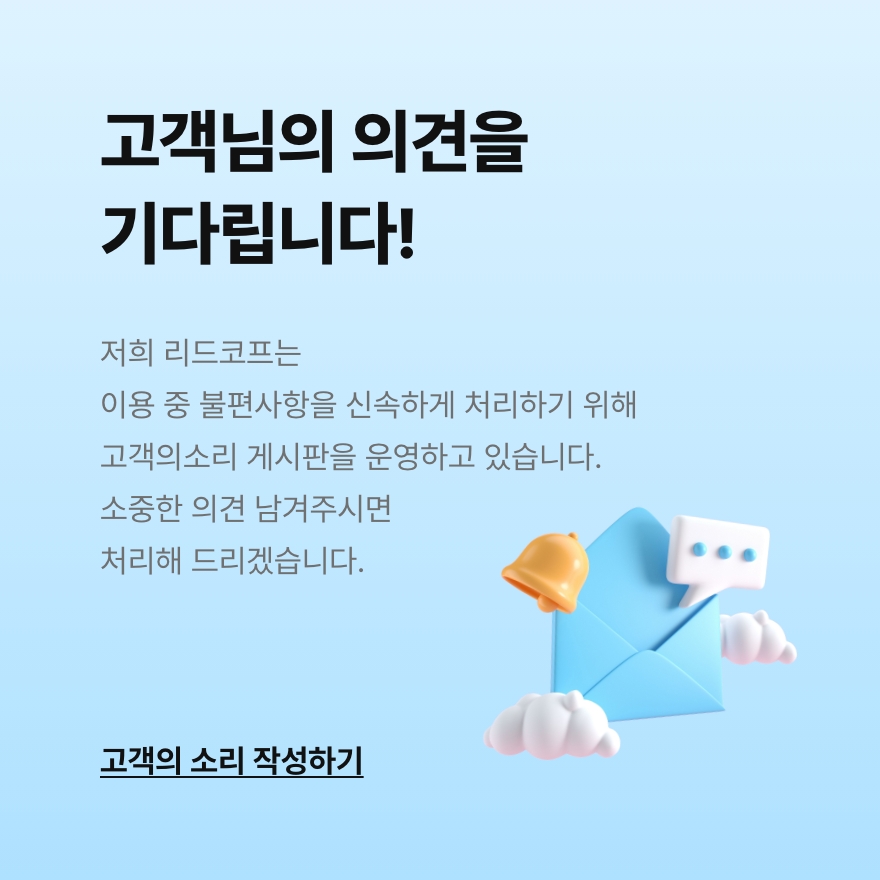 고객님의 의견을
기다립니다!
저희 리드코프는
이용 중 불편사항을 신속하게 처리하기 위해
고객의소리 게시판을 운영하고 있습니다.
소중한 의견 남겨주시면
처리해 드리겠습니다.
고객의 소리 작성하기